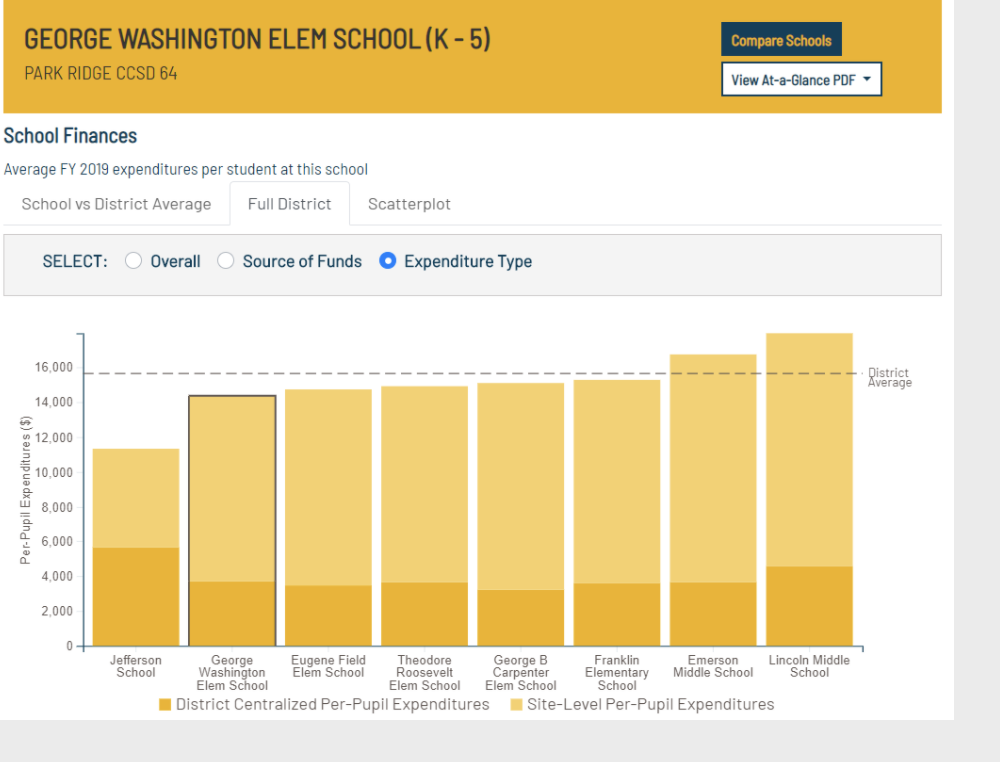 GEORGE WASHINGTON ELEM SCHOOL (K - 5)
PARK RIDGE CCSD 64
Compare Schools
View At-a-Glance PDF
School Finances
Average FY 2019 expenditures per student at this school
School vs District Average
Full District
Scatterplot
SELECT:
Overall
Source of Funds
Expenditure Type
Per-Pupil Expenditures ($)
16,000
14,000
12,000
10,000
8,000
6,000
4,000
2,000
0
District
Average
Jefferson
School
George
Washington
Elem School
Eugene Field
Elem School
Theodore
Roosevelt
Elem School
George B
Carpenter
Elem School
Franklin
Elementary
School
Emerson
Middle School
Lincoln Middle
School
District Centralized Per-Pupil Expenditures
Site-Level Per-Pupil Expenditures